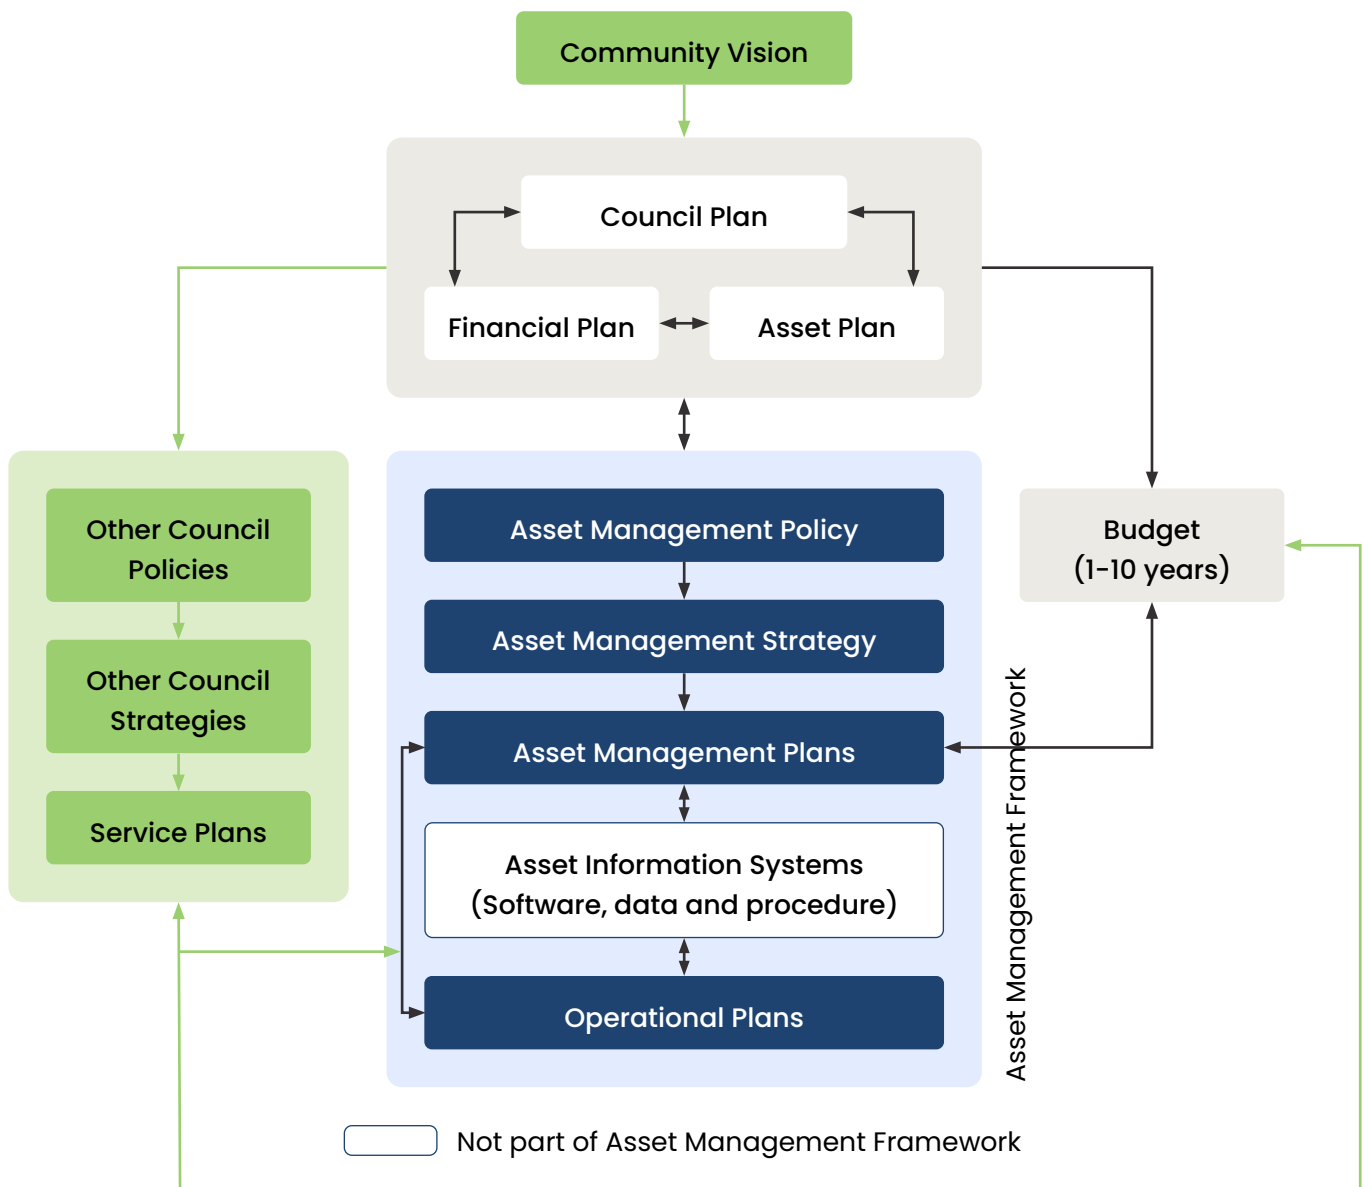 Community Vision
Council Plan
Financial Plan
Asset Plan
Other Council
Policies
Other Council
Strategies
Service Plans
Asset Management Policy
Asset Management Strategy
Asset Management Plans
Asset Information Systems
(Software, data and procedure)
Operational Plans
Asset Management Framework
Budget
(1-10 years)
Not part of Asset Management Framework